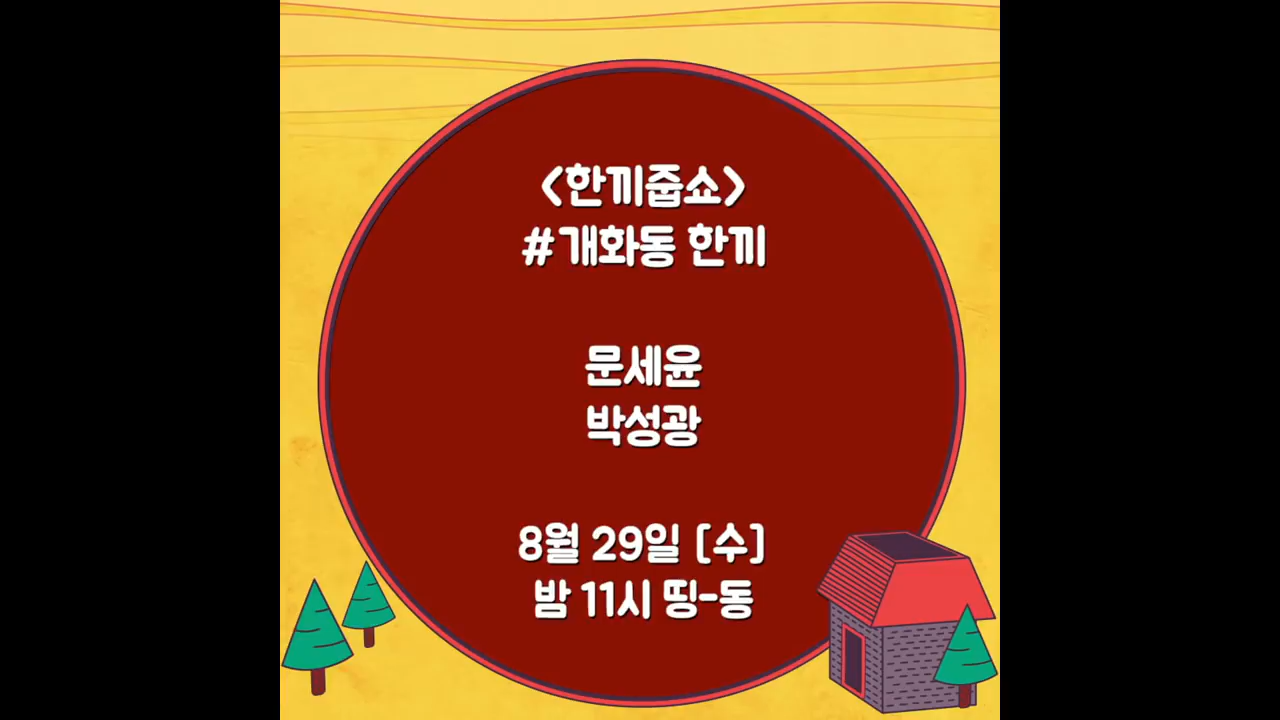 <한끼줍쇼>
#개화동 한끼
문세윤
박성광
8월 29일 [수]
밤 11시 띵-동